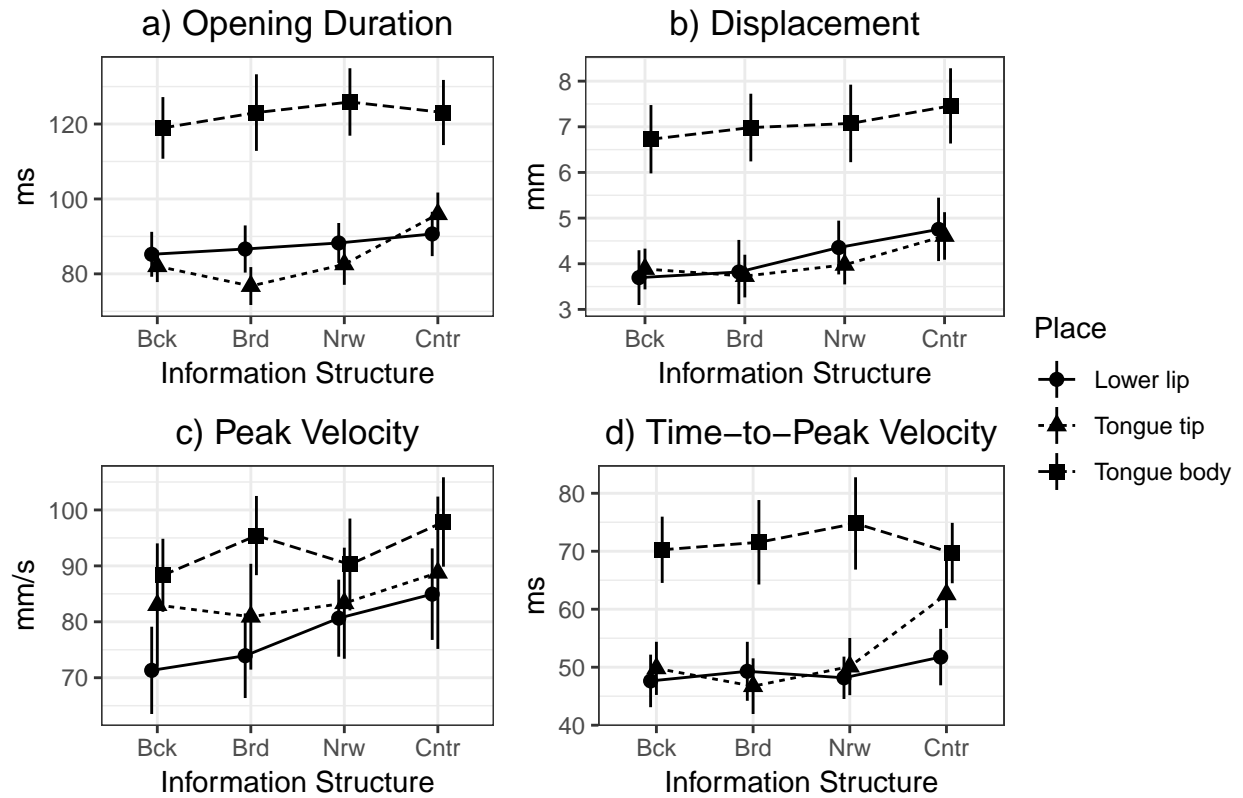 a) Opening Duration
ms
120
100
80
Bck Brd Nrw Cntr
Information Structure
b) Displacement
mm
8
7
6
5
4
3
Bck Brd Nrw Cntr
Information Structure
c) Peak Velocity
mm/s
100
90
80
70
Bck Brd Nrw Cntr
Information Structure
d) Time−to−Peak Velocity
ms
80
70
60
50
40
Bck Brd Nrw Cntr
Information Structure
Place
Lower lip
Tongue tip
Tongue body